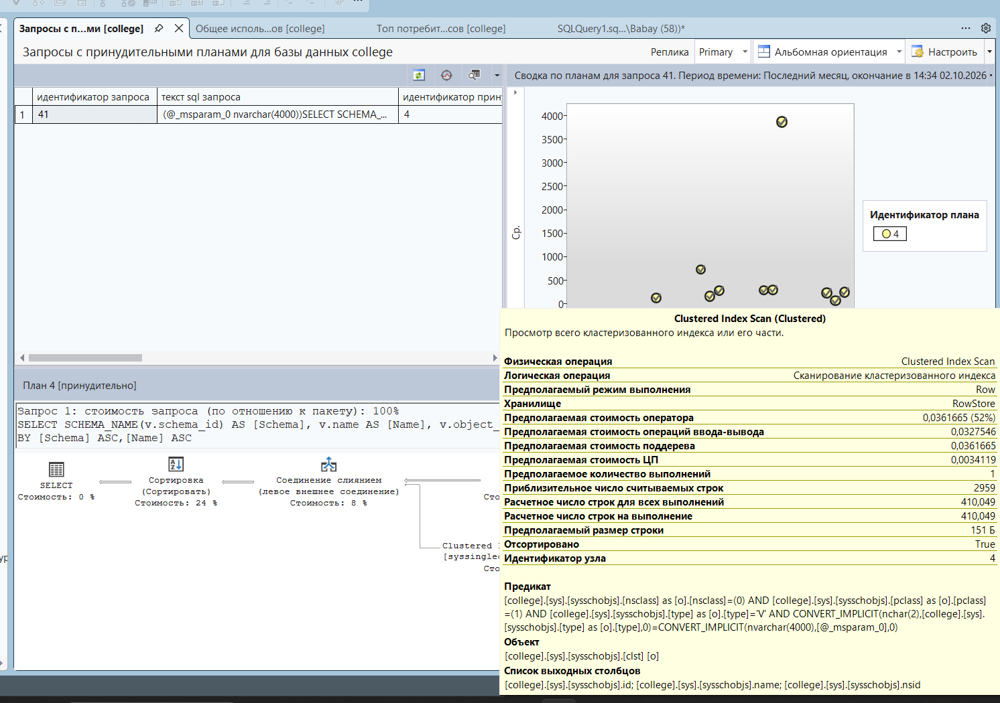 Запросы с п...ми [college]
Общее исполь...ов [college]
Топ потребит...сов [college]
SQLQuery1.sq...\Babay (58))*
Запросы с принудительными планами для базы данных college
Реплика
Primary
Альбомная ориентация
Настроить
Сводка по планам для запроса 41. Период времени: Последний месяц, окончание в 14:34 02.10.2026
идентификатор запроса
текст sql запроса
идентификатор
1
41
(@_msparam_0 nvarchar(4000))SELECT SCHEMA_...
4
4000
3500
3000
2500
2000
1500
1000
500
0
Ср.
Идентификатор плана
4
План 4 [принудительно]
Запрос 1: стоимость запроса (по отношению к пакету): 100%
SELECT SCHEMA_NAME(v.schema_id) AS [Schema], v.name AS [Name], v.object_
BY [Schema] ASC,[Name] ASC
SELECT
Стоимость: 0 %
Сортировка
(Сортировать)
Стоимость: 24 %
Соединение слиянием
(левое внешнее соединение)
Стоимость: 8 %
Clustered
Clustered Index Scan (Clustered)
Просмотр всего кластеризованного индекса или его части.
Физическая операция Clustered Index Scan
Логическая операция Сканирование кластеризованного индекса
Предполагаемый режим выполнения Row
Хранилище RowStore
Предполагаемая стоимость оператора 0,0361665 (52%)
Предполагаемая стоимость операций ввода-вывода 0,0327546
Предполагаемая стоимость поддерева 0,0361665
Предполагаемая стоимость ЦП 0,0034119
Предполагаемое количество выполнений 1
Приблизительное число считываемых строк 2959
Расчетное число строк для всех выполнений 410,049
Расчетное число строк на выполнение 410,049
Предполагаемый размер строки 151 Б
Отсортировано True
Идентификатор узла 4
Предикат
[college].[sys].[sysschobjs].[nsclass] as [o].[nsclass]=(0) AND [college].[sys].[sysschobjs].[pclass] as [o].[pclass]
=(1) AND [college].[sys].[sysschobjs].[type] as [o].[type]='V' AND CONVERT_IMPLICIT(nchar(2),[college].[sys].
[sysschobjs].[type] as [o].[type],0)=CONVERT_IMPLICIT(nvarchar(4000),[@_msparam_0],0)
Объект
[college].[sys].[sysschobjs].[clst] [o]
Список выходных столбцов
[college].[sys].[sysschobjs].id; [college].[sys].[sysschobjs].name; [college].[sys].[sysschobjs].nsid